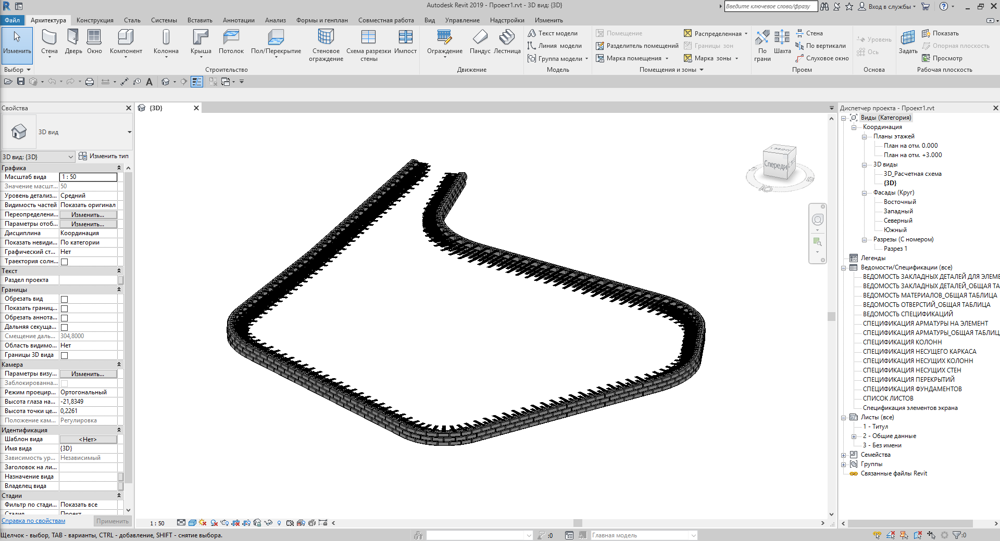 Autodesk Revit 2019 - Проект1.rvt - 3D вид: {3D}
Введите ключевое слово/фразу
Вход в службы
Файл Архитектура Конструкция Сталь Системы Вставить Аннотации Анализ Формы и генплан Совместная работа Вид Управление Надстройки Изменить
Изменить
Стена
Дверь
Окно
Компонент
Колонна
Крыша
Потолок
Пол/Перекрытие
Стеновое ограждение
Схема разрезки стены
Импост
Ограждение
Пандус
Лестница
Текст модели
Линия модели
Группа модели
Помещение
Разделитель помещений
Марка помещения
Распределенная
Границы зон
Марка зоны
По грани
Шахта
Стена
По вертикали
Слуховое окно
Уровень
Ось
Задать
Показать
Опорная плоскость
Просмотр
Выбор
Строительство
Движение
Модель
Помещения и зоны
Проем
Основа
Рабочая плоскость
Свойства
3D вид
3D вид: {3D}
Изменить тип
Графика
Масштаб вида 1 : 50
Значение масшт... 50
Уровень детализ... Средний
Видимость частей Показать оригинал
Переопределени... Изменить...
Параметры отоб... Изменить...
Дисциплина Координация
Показать невиди... По категории
Графический ст... Нет
Траектория солн...
Текст
Раздел проекта
Границы
Обрезать вид
Показать границ...
Обрезать аннота...
Дальняя секуща...
Смещение даль... 304,8000
Область видимо... Нет
Границы 3D вида
Камера
Параметры визу... Изменить...
Заблокированна...
Режим проецир... Ортогональный
Высота глаза на... -21,8349
Высота точки це... 0,2261
Положение кам... Регулировка
Идентификация
Шаблон вида <Нет>
Имя вида {3D}
Зависимость ур... Независимый
Заголовок на ли...
Назначение вида
Владелец вида
Стадии
Фильтр по стади... Показать все
Стадия Проект
Справка по свойствам
Применить
{3D}
Спереди
Ю
1 : 50
Диспетчер проекта - Проект1.rvt
Виды (Категория)
Координация
Планы этажей
План на отм. 0.000
План на отм. +3.000
3D виды
3D_Расчетная схема
{3D}
Фасады (Круг)
Восточный
Западный
Северный
Южный
Разрезы (С номером)
Разрез 1
Легенды
Ведомости/Спецификации (все)
ВЕДОМОСТЬ ЗАКЛАДНЫХ ДЕТАЛЕЙ ДЛЯ ЭЛЕМЕ
ВЕДОМОСТЬ ЗАКЛАДНЫХ ДЕТАЛЕЙ_ОБЩАЯ ТА
ВЕДОМОСТЬ МАТЕРИАЛОВ_ОБЩАЯ ТАБЛИЦА
ВЕДОМОСТЬ ОТВЕРСТИЙ_ОБЩАЯ ТАБЛИЦА
ВЕДОМОСТЬ СПЕЦИФИКАЦИЙ
СПЕЦИФИКАЦИЯ АРМАТУРЫ НА ЭЛЕМЕНТ
СПЕЦИФИКАЦИЯ АРМАТУРЫ_ОБЩАЯ ТАБЛИЦ
СПЕЦИФИКАЦИЯ КОЛОНН
СПЕЦИФИКАЦИЯ НЕСУЩЕГО КАРКАСА
СПЕЦИФИКАЦИЯ НЕСУЩИХ КОЛОНН
СПЕЦИФИКАЦИЯ НЕСУЩИХ СТЕН
СПЕЦИФИКАЦИЯ ПЕРЕКРЫТИЙ
СПЕЦИФИКАЦИЯ ФУНДАМЕНТОВ
СПИСОК ЛИСТОВ
Спецификация элементов экрана
Листы (все)
1 - Титул
2 - Общие данные
3 - Без имени
Семейства
Группы
Связанные файлы Revit
Щелчок - выбор, TAB - варианты, CTRL - добавление, SHIFT - снятие выбора.
:0
Главная модель
:0